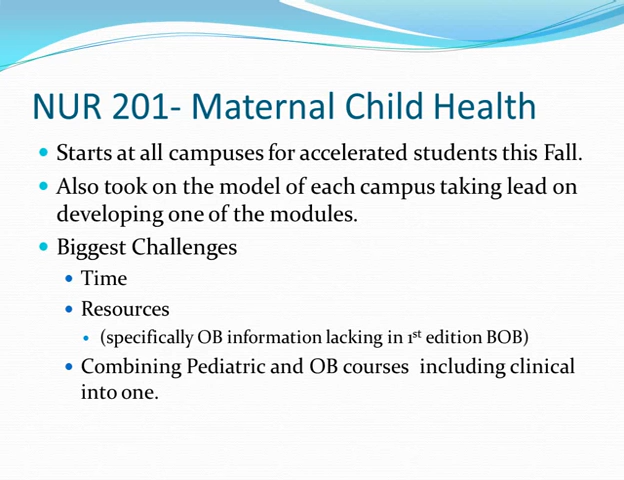 NUR 201- Maternal Child Health
• Starts at all campuses for accelerated students this Fall.
• Also took on the model of each campus taking lead on
developing one of the modules.
• Biggest Challenges
• Time
• Resources
• (specifically OB information lacking in 1st edition BOB)
• Combining Pediatric and OB courses  including clinical
into one.